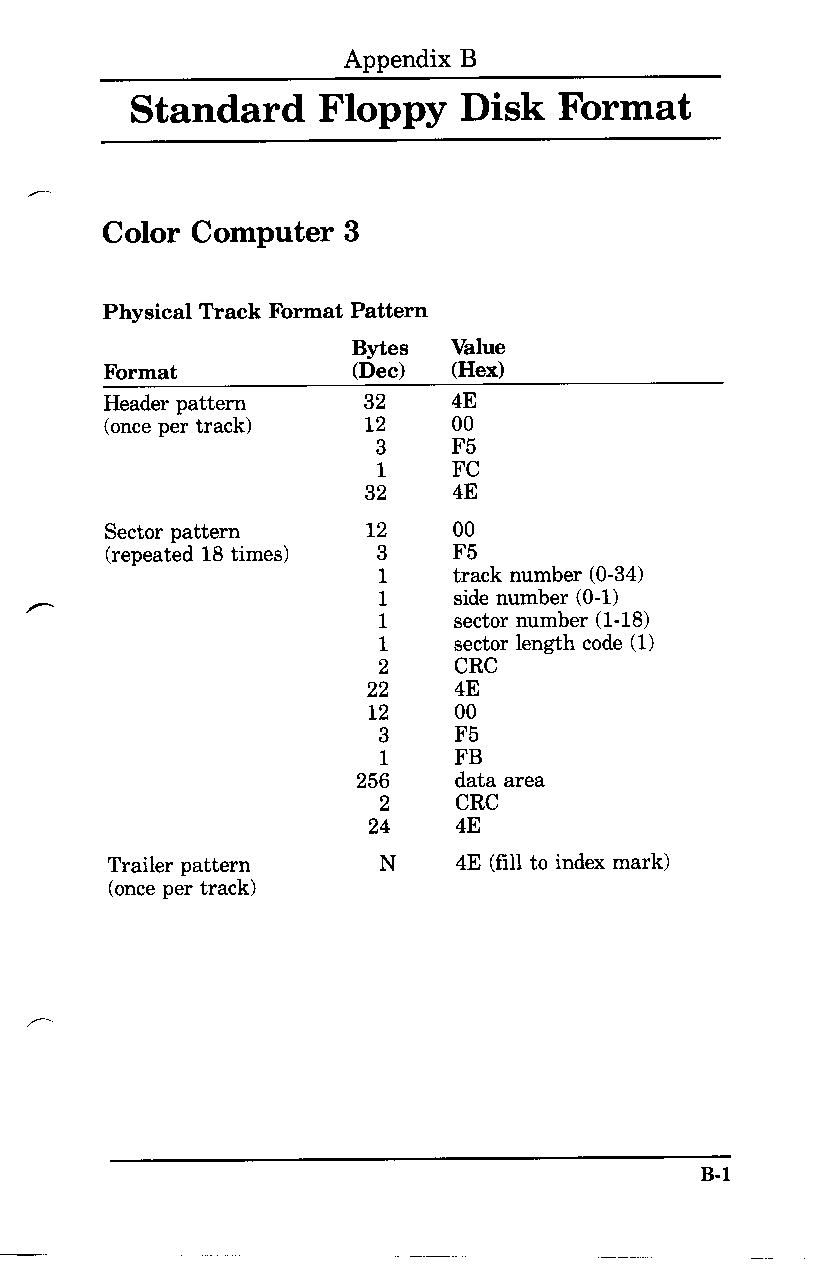 Appendix B
Standard Floppy Disk Format
Color Computer 3
Physical Track Format Pattern
Bytes Value
Format (Dec) (Hex)
Header pattern 32 4E
(once per track) 12 00
3 F5
1 FC
32 4E
Sector pattern 12 00
(repeated 18 times) 3 F5
1 track number (0-34)
1 side number (0-1)
1 sector number (1-18)
1 sector length code (1)
2 CRC
22 4E
12 00
3 F5
1 FB
256 data area
2 CRC
24 4E
Trailer pattern N 4E (fill to index mark)
(once per track)
B-1